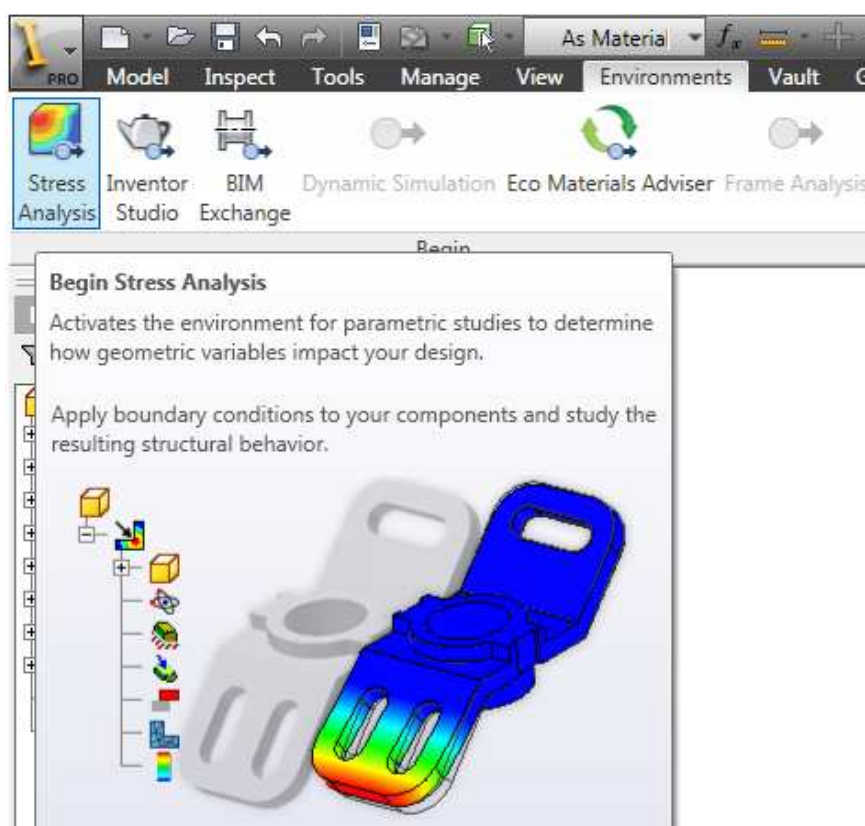 As Material
PRO Model Inspect Tools Manage View Environments Vault
Stress Analysis
Inventor Studio
BIM Exchange
Dynamic Simulation
Eco Materials Adviser
Frame Analysis
Begin
Begin Stress Analysis
Activates the environment for parametric studies to determine
how geometric variables impact your design.
Apply boundary conditions to your components and study the
resulting structural behavior.